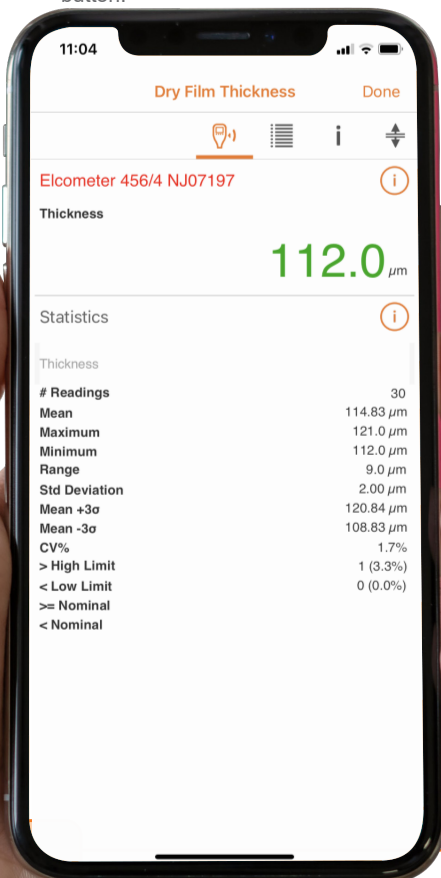 button.
11:04
Dry Film Thickness Done
i
Elcometer 456/4 NJ07197 i
Thickness
112.0 μm
Statistics i
Thickness
# Readings 30
Mean 114.83 μm
Maximum 121.0 μm
Minimum 112.0 μm
Range 9.0 μm
Std Deviation 2.00 μm
Mean +3σ 120.84 μm
Mean -3σ 108.83 μm
CV% 1.7%
> High Limit 1 (3.3%)
< Low Limit 0 (0.0%)
>= Nominal
< Nominal